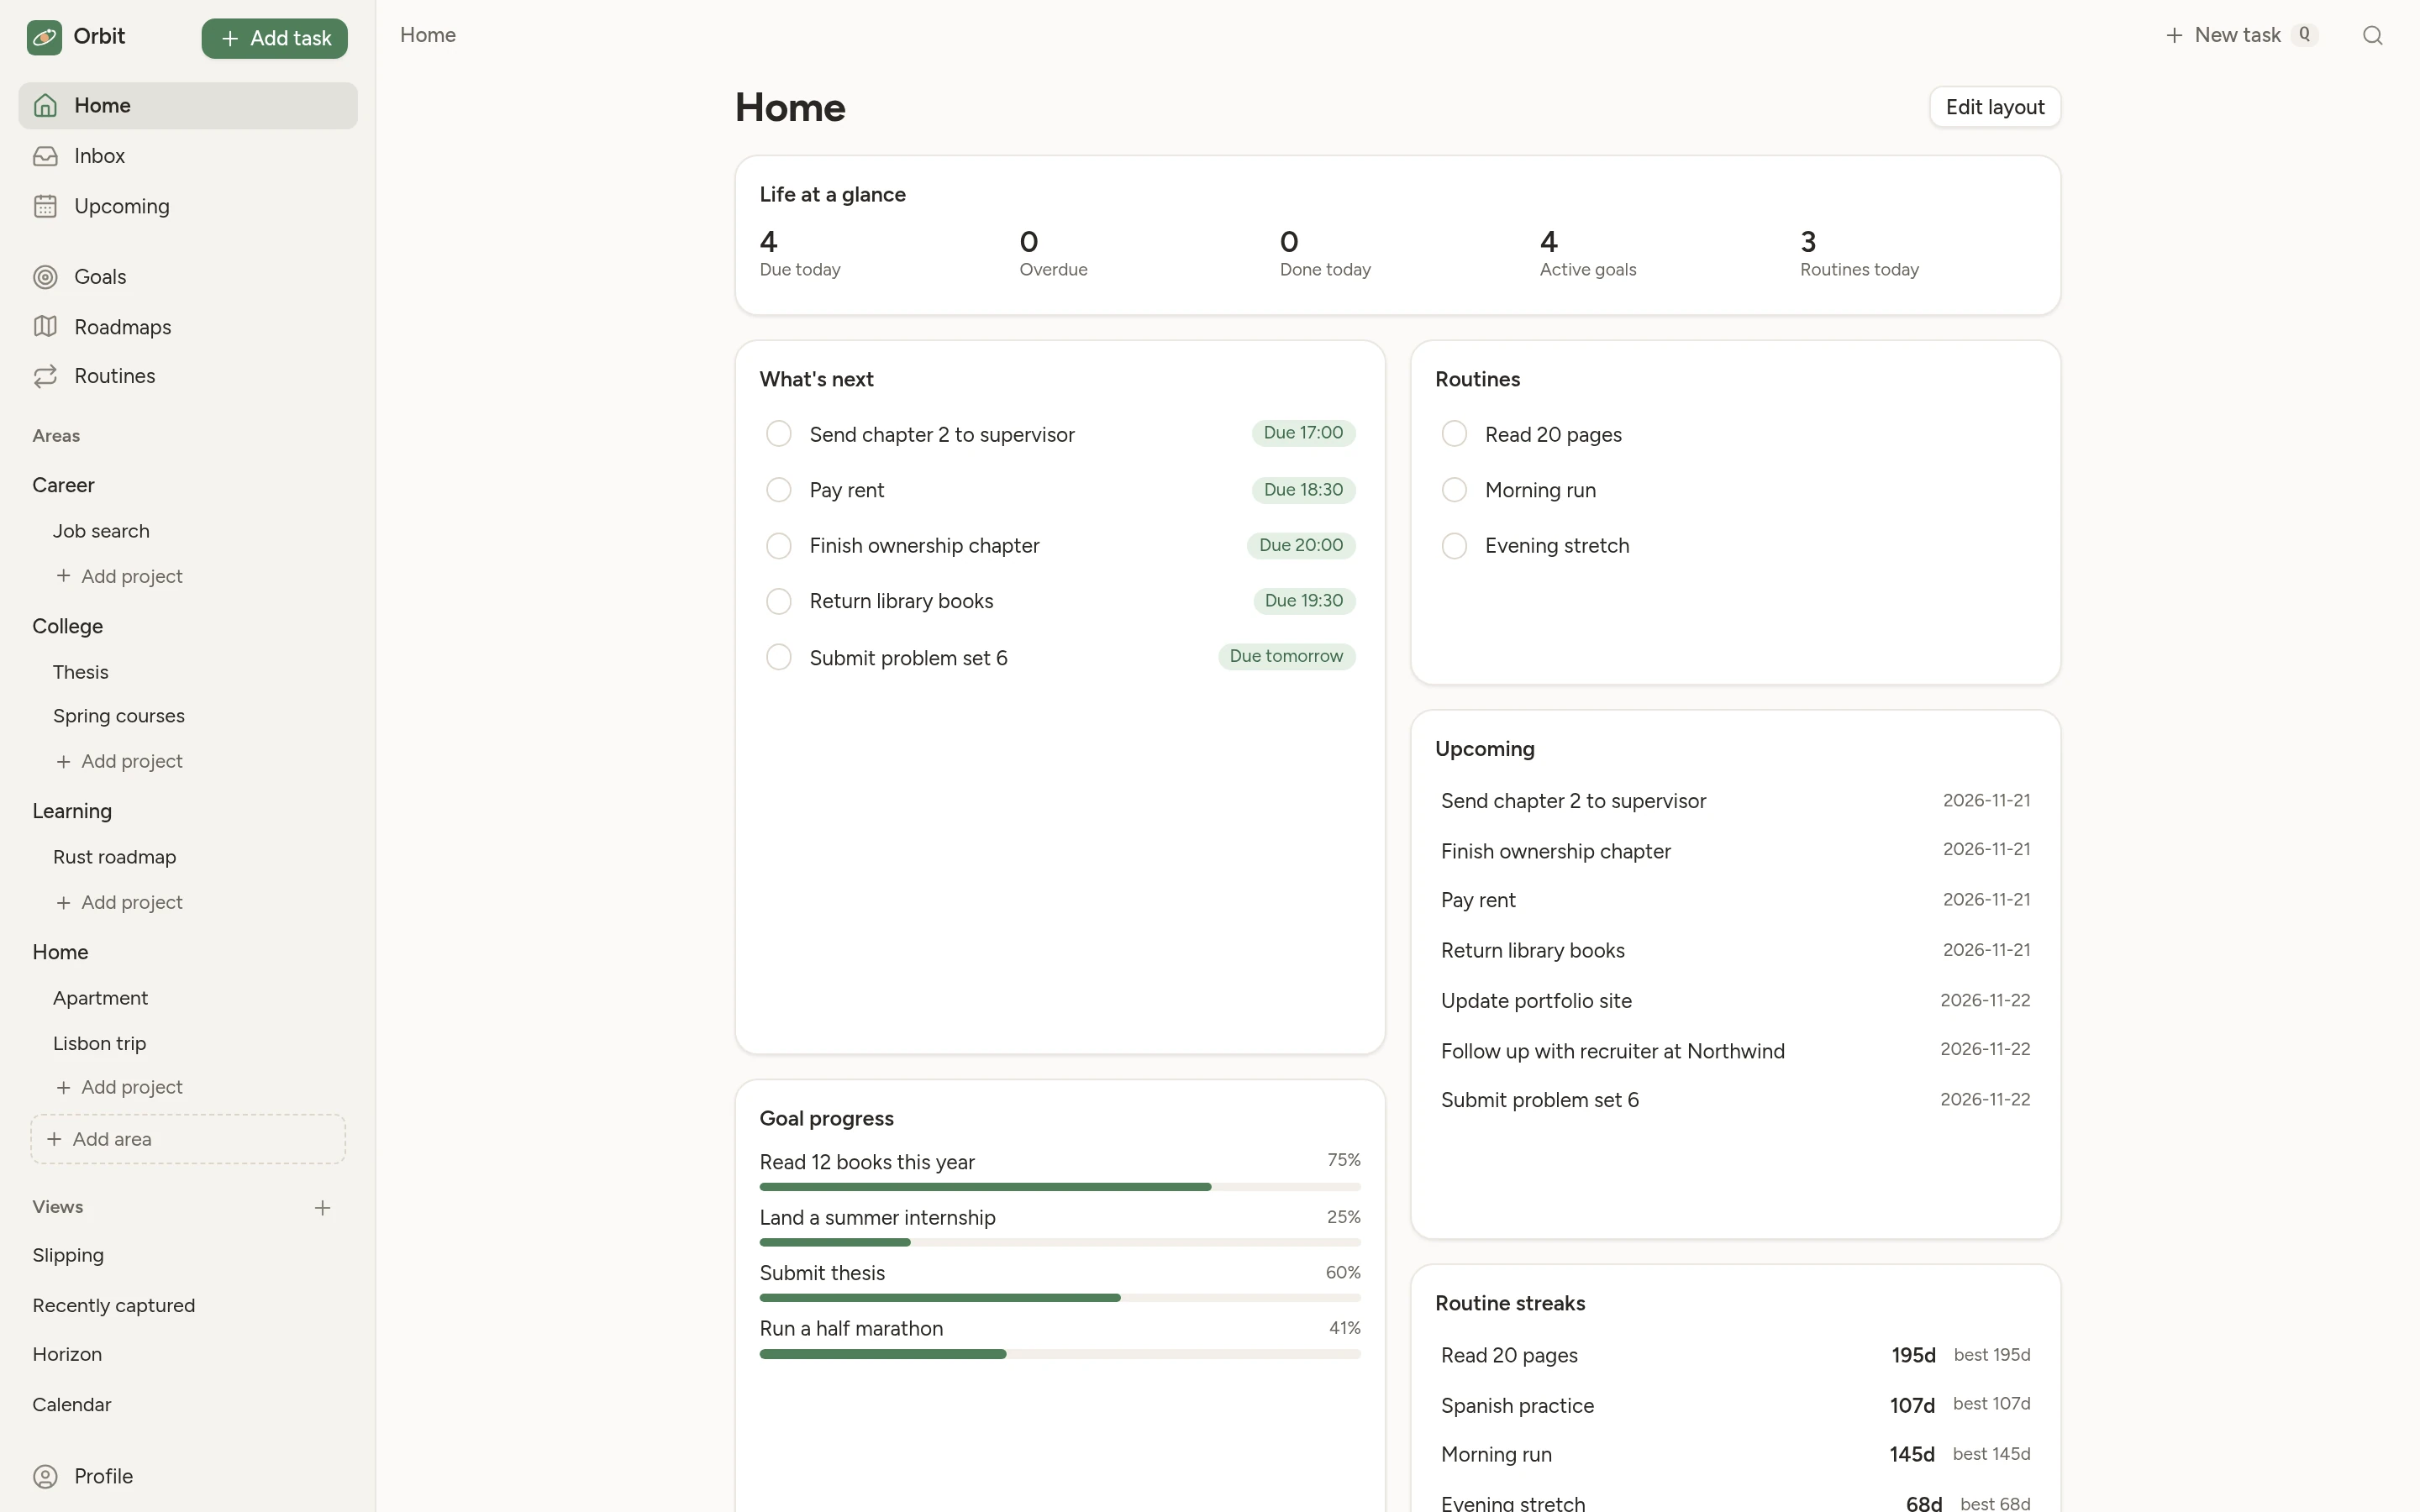 Orbit
Add task
Home
Inbox
Upcoming
Goals
Roadmaps
Routines
Areas
Career
Job search
Add project
College
Thesis
Spring courses
Add project
Learning
Rust roadmap
Add project
Home
Apartment
Lisbon trip
Add project
Add area
Views
Slipping
Recently captured
Horizon
Calendar
Profile
Home
New task Q
Home
Edit layout
Life at a glance
4 0 0 4 3
Due today Overdue Done today Active goals Routines today
What's next
Send chapter 2 to supervisor Due 17:00
Pay rent Due 18:30
Finish ownership chapter Due 20:00
Return library books Due 19:30
Submit problem set 6 Due tomorrow
Goal progress
Read 12 books this year 75%
Land a summer internship 25%
Submit thesis 60%
Run a half marathon 41%
Routines
Read 20 pages
Morning run
Evening stretch
Upcoming
Send chapter 2 to supervisor 2026-11-21
Finish ownership chapter 2026-11-21
Pay rent 2026-11-21
Return library books 2026-11-21
Update portfolio site 2026-11-22
Follow up with recruiter at Northwind 2026-11-22
Submit problem set 6 2026-11-22
Routine streaks
Read 20 pages 195d best 195d
Spanish practice 107d best 107d
Morning run 145d best 145d
Evening stretch 68d best 68d